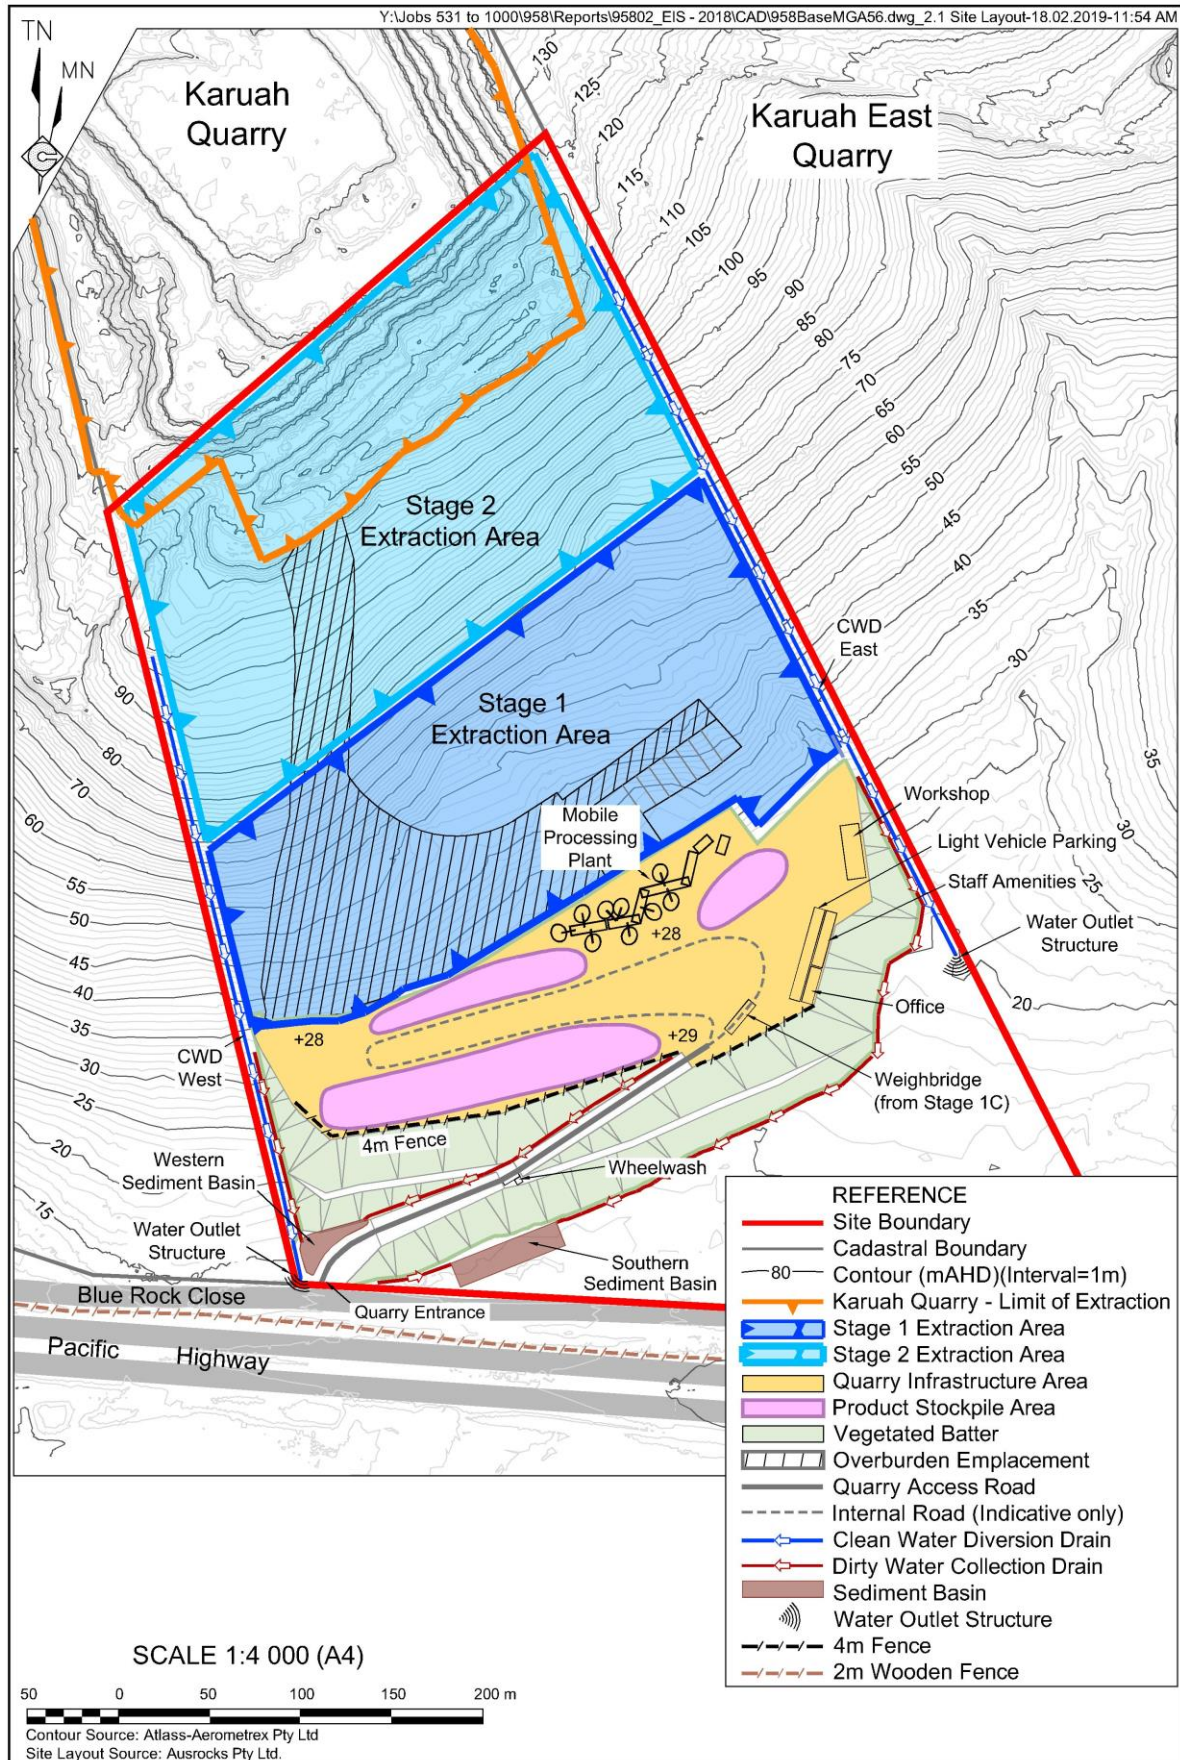 Y:\Jobs 531 to 1000\958\Reports\95802_EIS - 2018\CAD\958BaseMGA56.dwg_2.1 Site Layout-18.02.2019-11:54 AM
TN
MN
Karuah
Quarry
Karuah East
Quarry
130
125
120
115
110
105
100
95
90
85
80
75
70
65
60
55
50
45
40
35
30
Stage 2
Extraction Area
CWD
East
90
80
70
60
55
50
45
40
35
30
25
20
15
Stage 1
Extraction Area
35
30
25
20
Mobile
Processing
Plant
Workshop
Light Vehicle Parking
Staff Amenities
Water Outlet
Structure
Office
+28
+28
+29
CWD
West
Weighbridge
(from Stage 1C)
4m Fence
Western
Sediment Basin
Wheelwash
Water Outlet
Structure
Southern
Sediment Basin
Blue Rock Close
Quarry Entrance
Pacific Highway
REFERENCE
Site Boundary
Cadastral Boundary
80 Contour (mAHD)(Interval=1m)
Karuah Quarry - Limit of Extraction
Stage 1 Extraction Area
Stage 2 Extraction Area
Quarry Infrastructure Area
Product Stockpile Area
Vegetated Batter
Overburden Emplacement
Quarry Access Road
Internal Road (Indicative only)
Clean Water Diversion Drain
Dirty Water Collection Drain
Sediment Basin
Water Outlet Structure
4m Fence
2m Wooden Fence
SCALE 1:4 000 (A4)
50 0 50 100 150 200 m
Contour Source: Atlass-Aerometrex Pty Ltd
Site Layout Source: Ausrocks Pty Ltd.